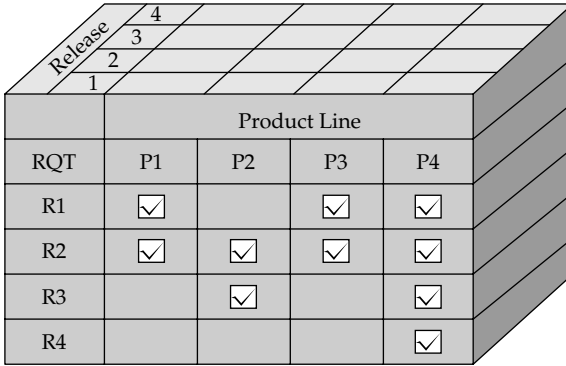 Release
4
3
2
1
Product Line
RQT P1 P2 P3 P4
R1
R2
R3
R4